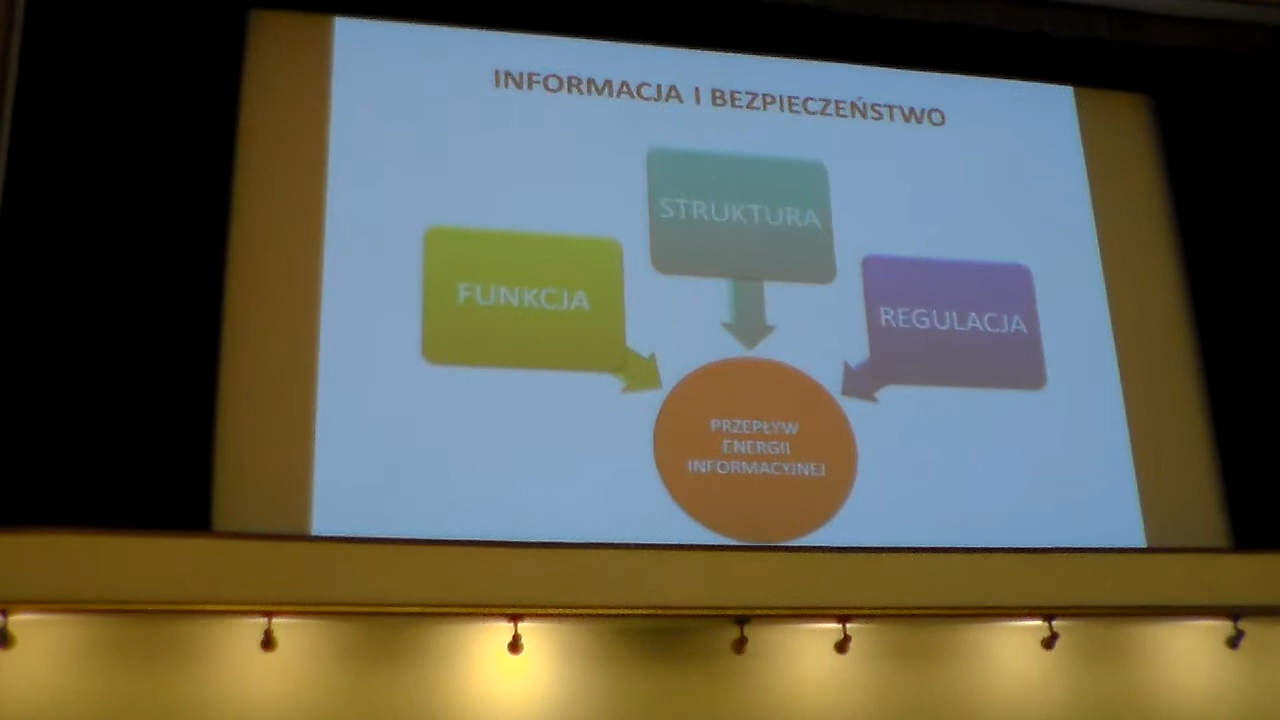 INFORMACJA I BEZPIECZEŃSTWO
STRUKTURA
FUNKCJA
REGULACJA
PRZEPŁYW
ENERGII
INFORMACYJNEJ